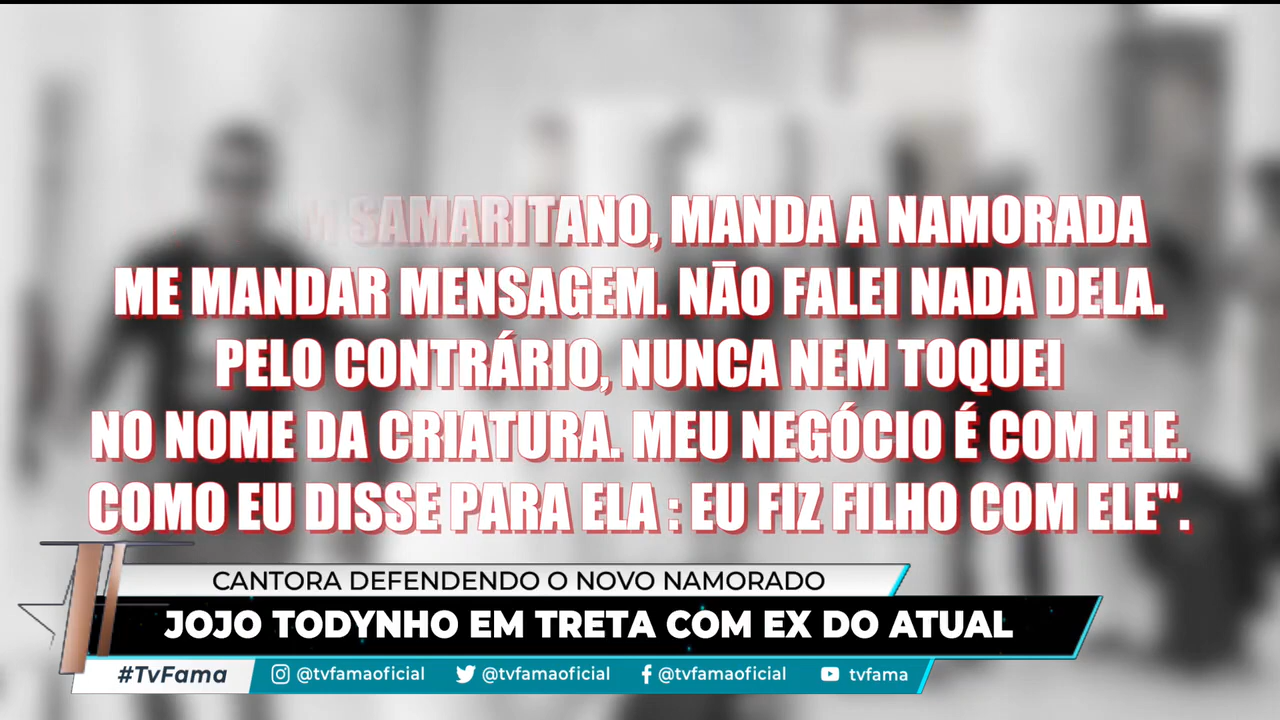 SAMARITANO, MANDA A NAMORADA
ME MANDAR MENSAGEM. NÃO FALEI NADA DELA.
PELO CONTRÁRIO, NUNCA NEM TOQUEI
NO NOME DA CRIATURA. MEU NEGÓCIO É COM ELE.
COMO EU DISSE PARA ELA : EU FIZ FILHO COM ELE".
CANTORA DEFENDENDO O NOVO NAMORADO
JOJO TODYNHO EM TRETA COM EX DO ATUAL
#TvFama @tvfamaoficial @tvfamaoficial @tvfamaoficial tvfama